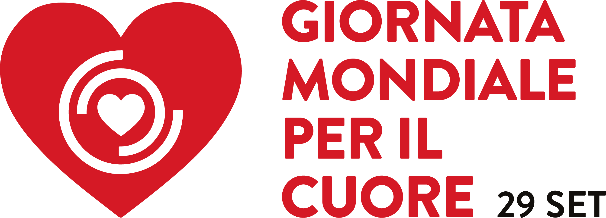 GIORNATA
MONDIALE
PER IL
CUORE 29 SET